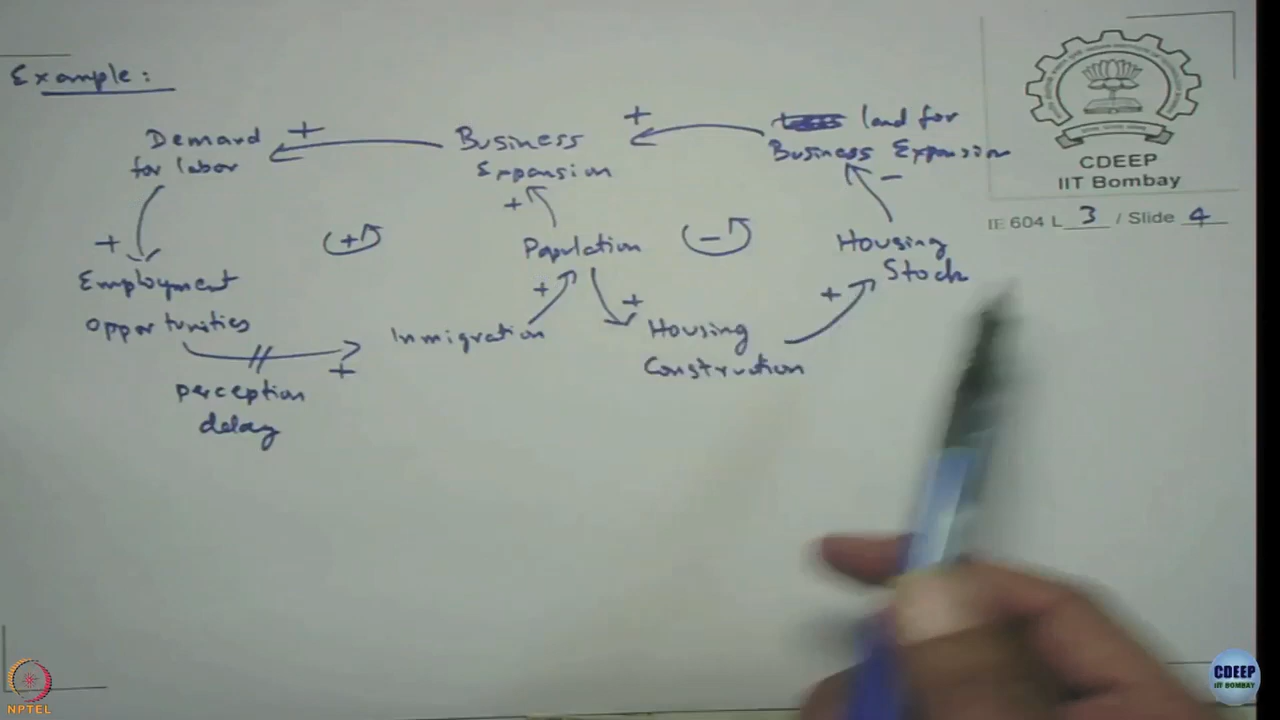 Example:
Demand
for labor
+
Business
Expansion
+
land for
Business Expansion
-
+
+
Employment
opportunities
+
Population
-
Housing
Stock
+
+
+
Inmigration
Housing
Construction
+
perception
delay
CDEEP
IIT Bombay
IE 604 L 3 / Slide 4
NPTEL
CDEEP
IIT BOMBAY